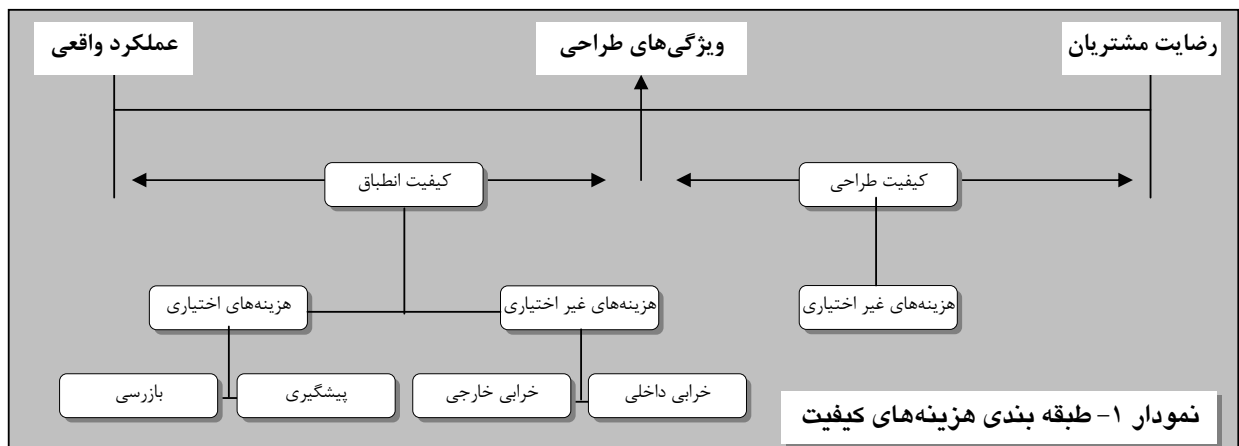 رضایت مشتریان
ویژگی‌های طراحی
عملکرد واقعی
کیفیت طراحی
کیفیت انطباق
هزینه‌های غیر اختیاری
هزینه‌های غیر اختیاری
هزینه‌های اختیاری
خرابی داخلی
خرابی خارجی
پیشگیری
بازرسی
نمودار ۱- طبقه بندی هزینه‌های کیفیت